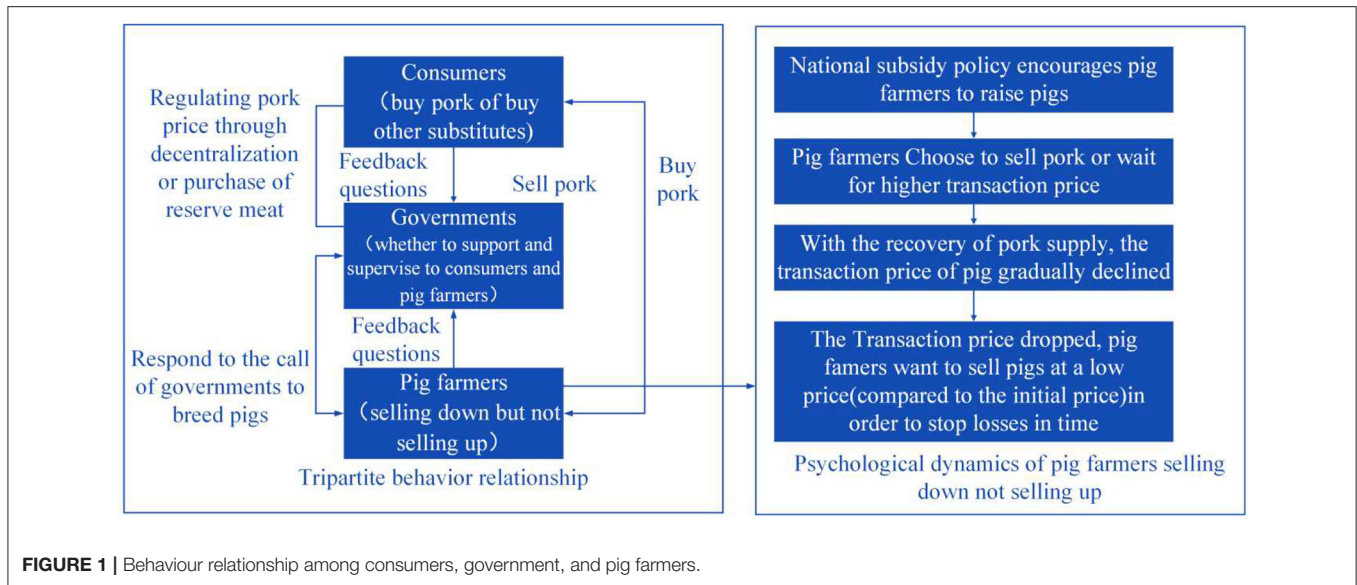 Consumers
(buy pork of buy
other substitutes)
Regulating pork
price through
decentralization
or purchase of
reserve meat
Feedback
questions
Sell pork
Buy
pork
Governments
(whether to support and
supervise to consumers and
pig farmers)
Feedback
questions
Respond to the call
of governments to
breed pigs
Pig farmers
(selling down but not
selling up)
Tripartite behavior relationship
National subsidy policy encourages pig
farmers to raise pigs
Pig farmers Choose to sell pork or wait
for higher transaction price
With the recovery of pork supply, the
transaction price of pig gradually declined
The Transaction price dropped, pig
famers want to sell pigs at a low
price(compared to the initial price)in
order to stop losses in time
Psychological dynamics of pig farmers selling
down not selling up
FIGURE 1 | Behaviour relationship among consumers, government, and pig farmers.